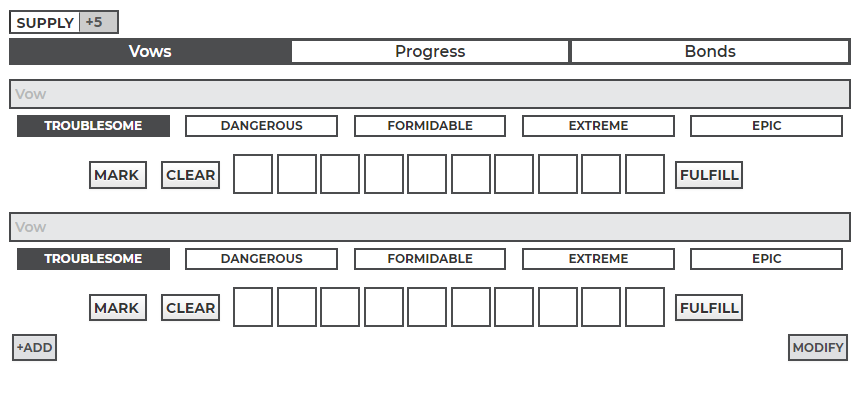 SUPPLY +5
Vows Progress Bonds
Vow
TROUBLESOME DANGEROUS FORMIDABLE EXTREME EPIC
MARK CLEAR FULFILL
Vow
TROUBLESOME DANGEROUS FORMIDABLE EXTREME EPIC
MARK CLEAR FULFILL
+ADD MODIFY